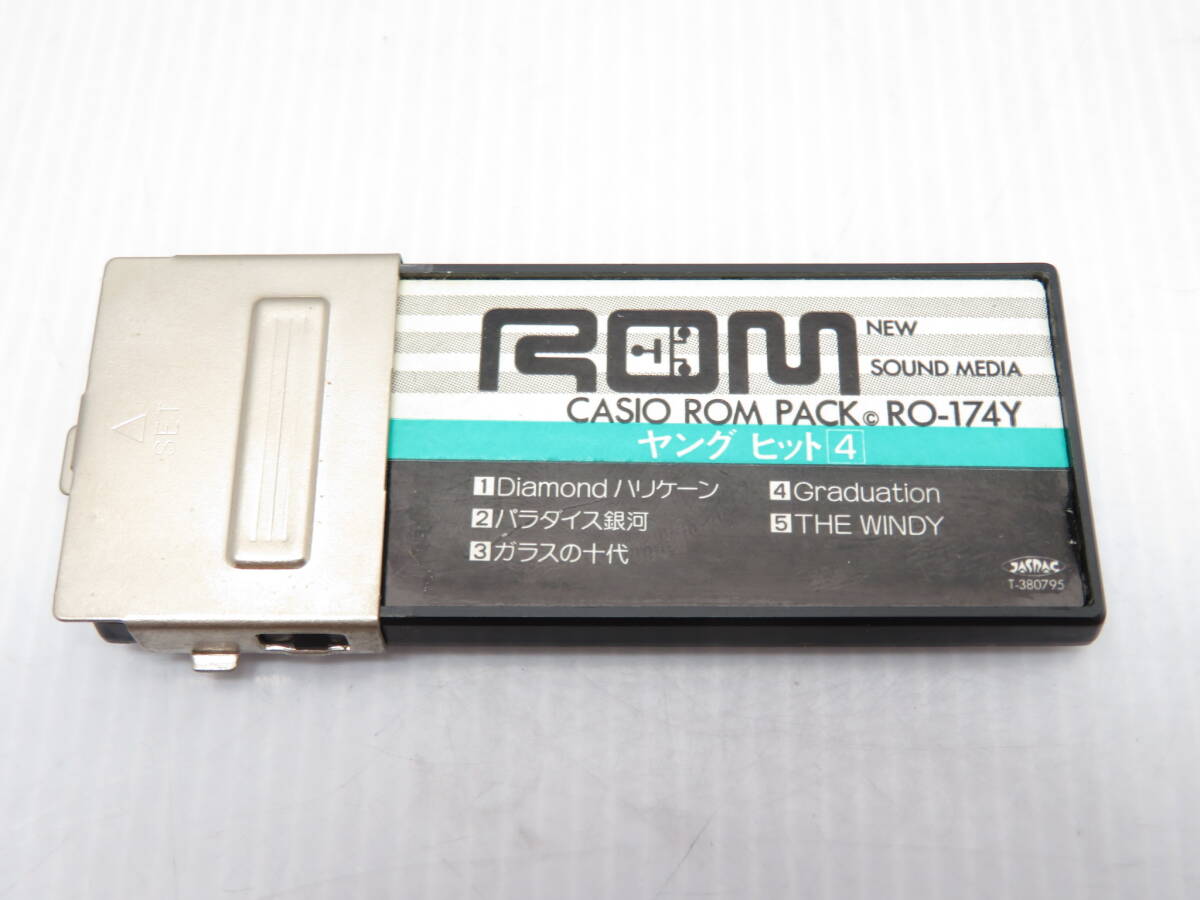 SET
ROM
NEW
SOUND MEDIA
CASIO ROM PACK © RO-174Y
ヤング ヒット 4
1 Diamond ハリケーン
2 パラダイス銀河
3 ガラスの十代
4 Graduation
5 THE WINDY
JASRAC
T-380795